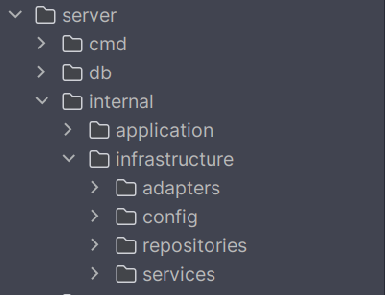 server
cmd
db
internal
application
infrastructure
adapters
config
repositories
services